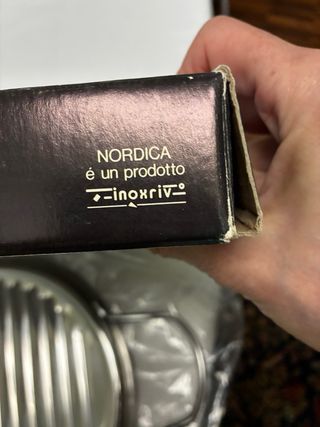 NORDICA
é un prodotto
inoxriv